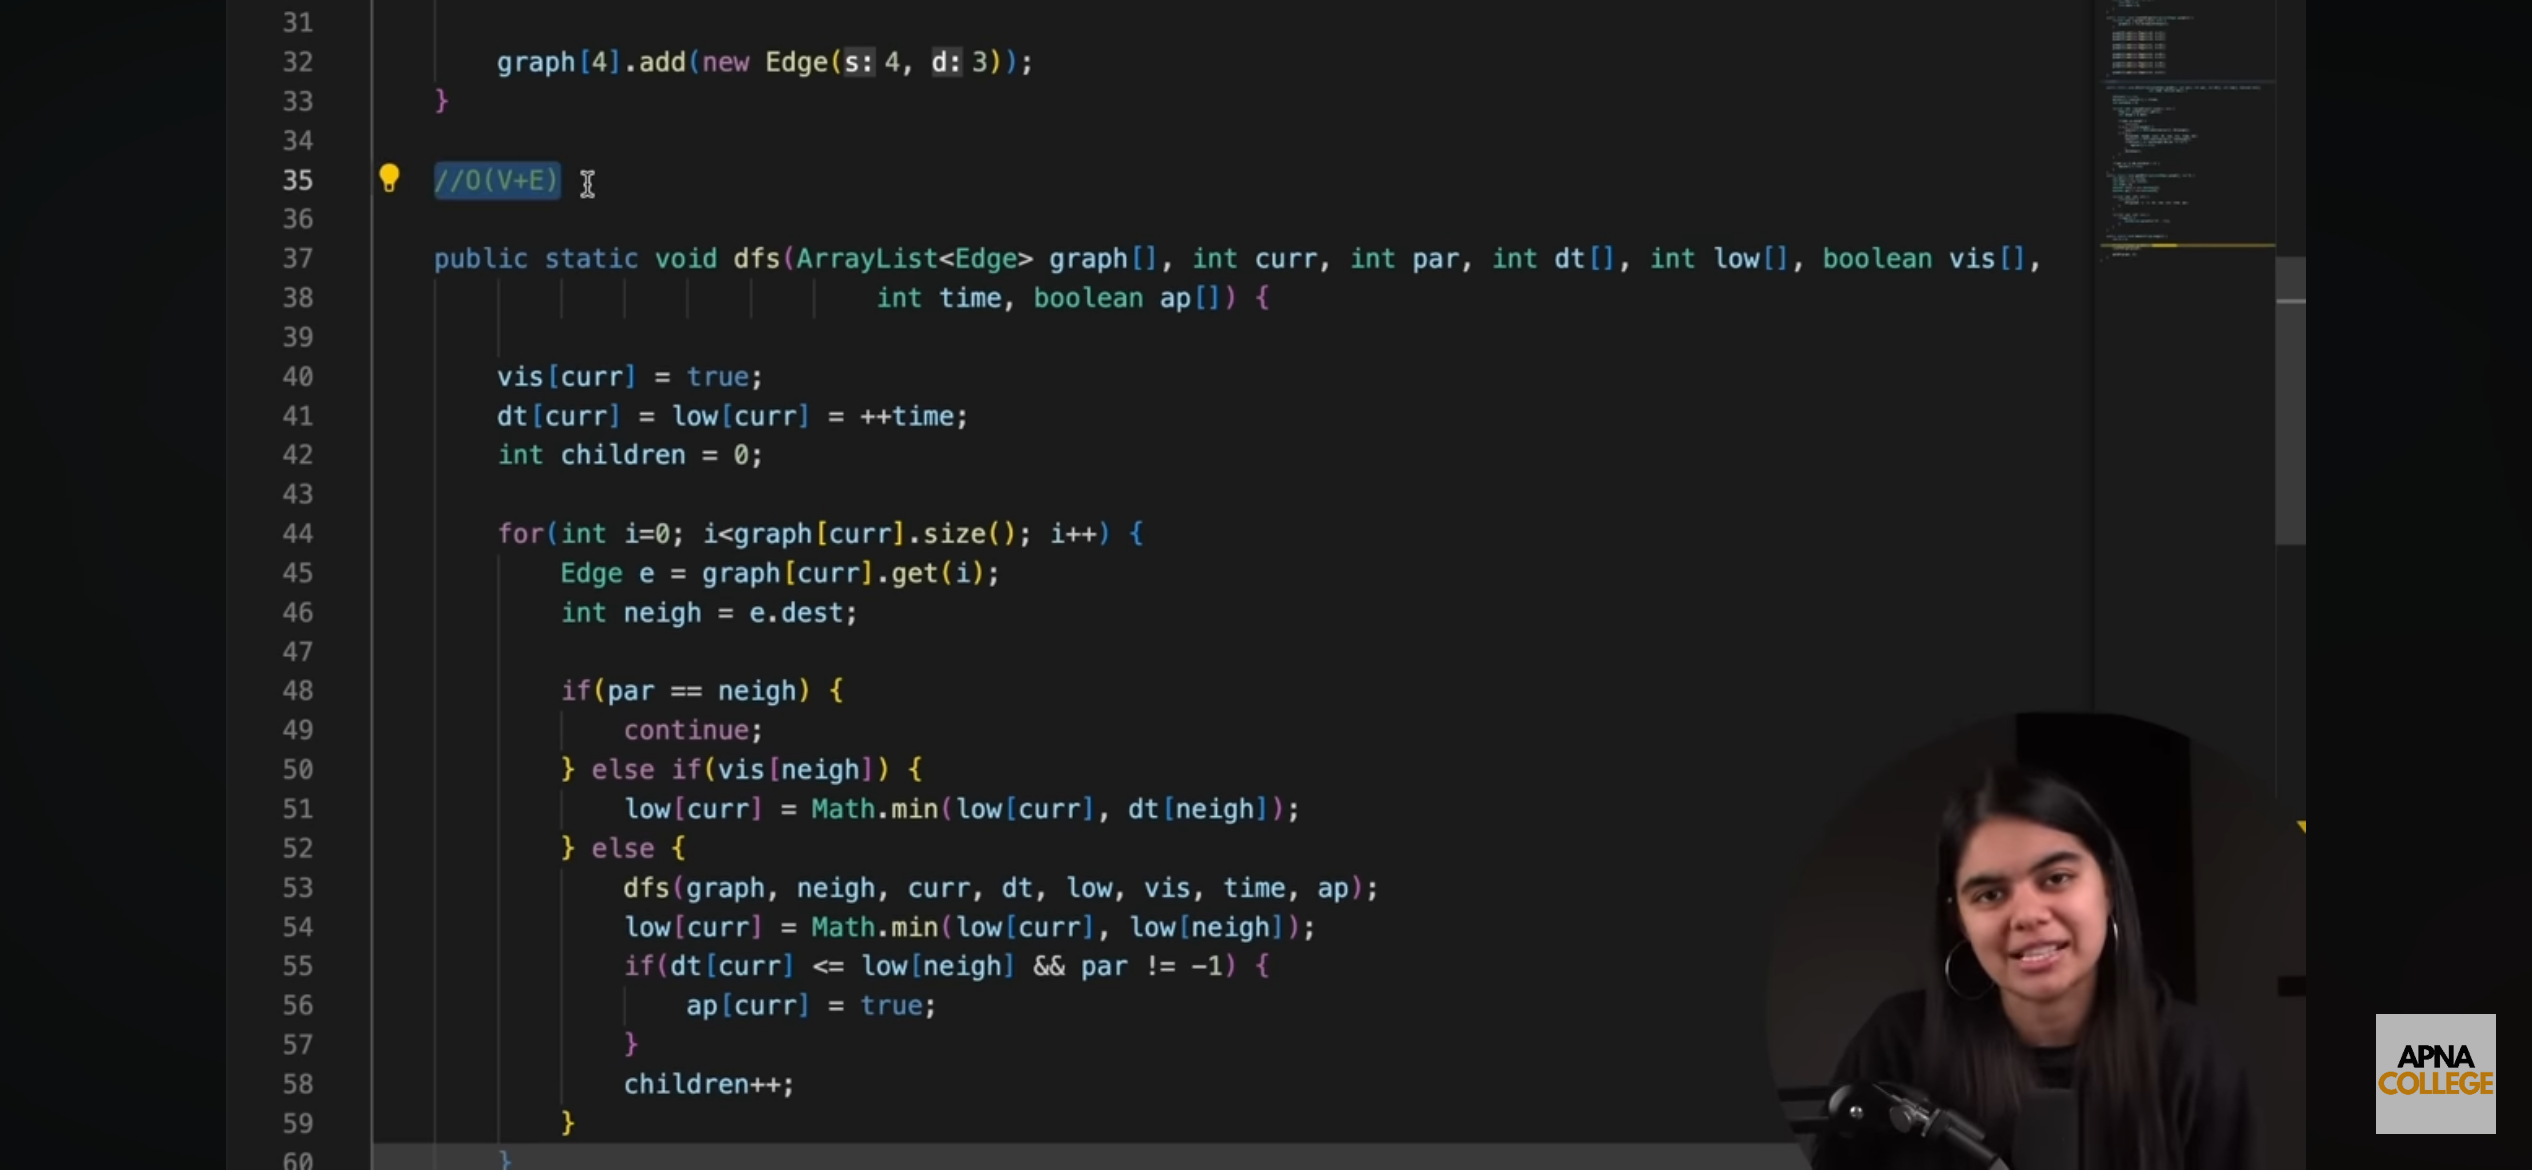 31
32 graph[4].add(new Edge(s: 4, d: 3));
33 }
34
35 //O(V+E)
36
37 public static void dfs(ArrayList<Edge> graph[], int curr, int par, int dt[], int low[], boolean vis[],
38 int time, boolean ap[]) {
39
40 vis[curr] = true;
41 dt[curr] = low[curr] = ++time;
42 int children = 0;
43
44 for(int i=0; i<graph[curr].size(); i++) {
45 Edge e = graph[curr].get(i);
46 int neigh = e.dest;
47
48 if(par == neigh) {
49 continue;
50 } else if(vis[neigh]) {
51 low[curr] = Math.min(low[curr], dt[neigh]);
52 } else {
53 dfs(graph, neigh, curr, dt, low, vis, time, ap);
54 low[curr] = Math.min(low[curr], low[neigh]);
55 if(dt[curr] <= low[neigh] && par != -1) {
56 ap[curr] = true;
57 }
58 children++;
59 }
60 }
APNA
COLLEGE